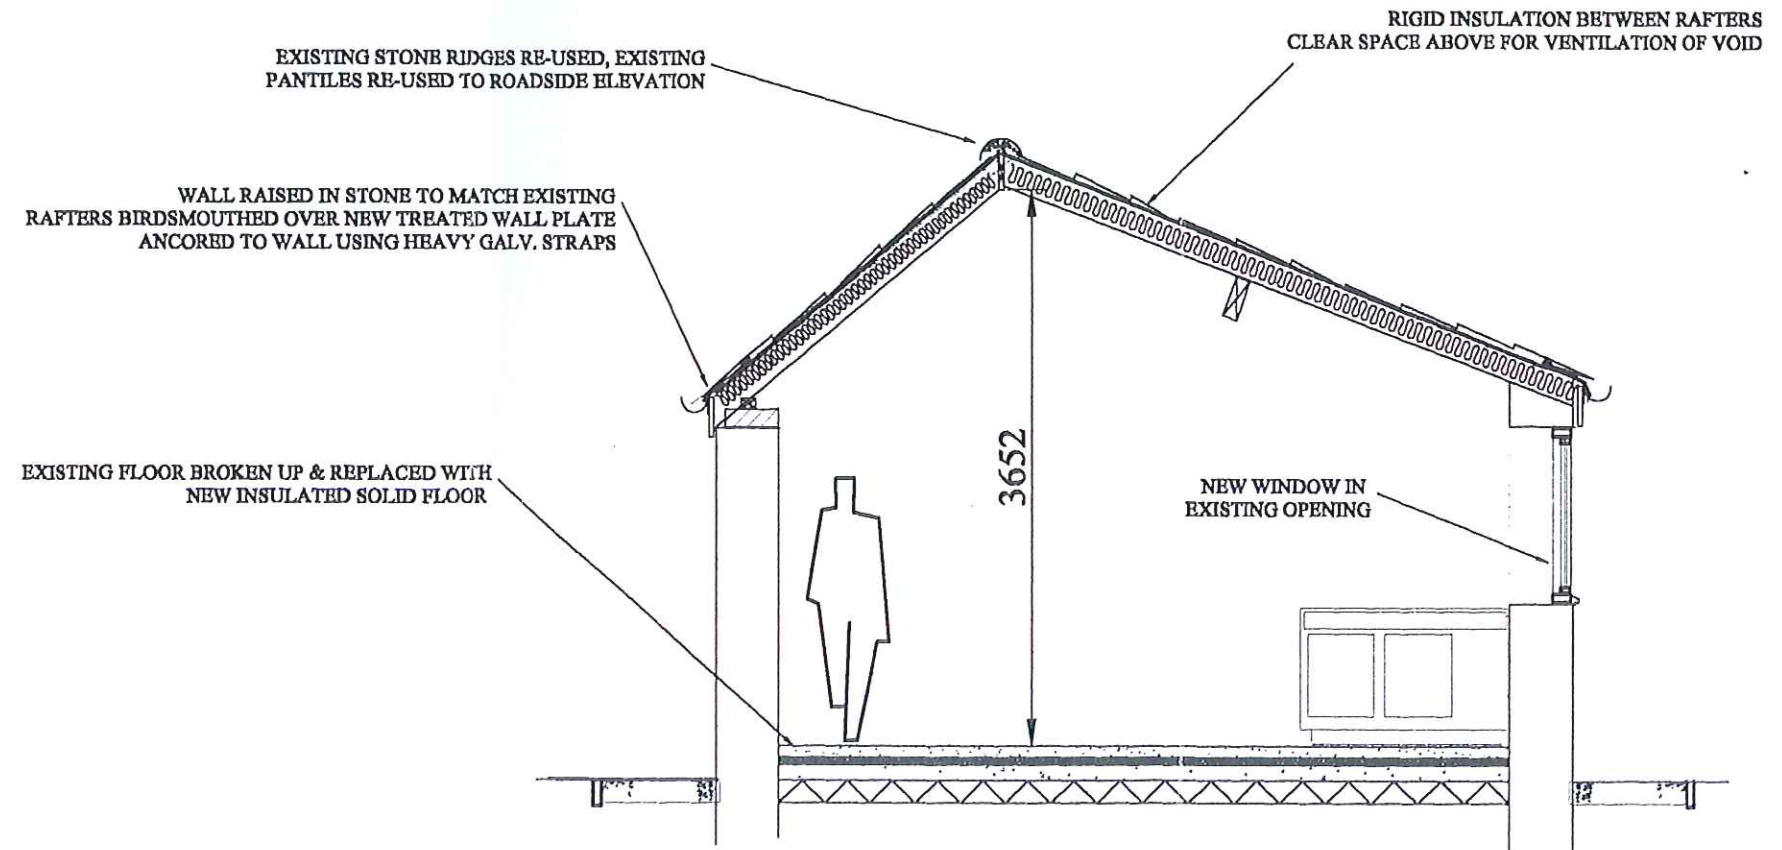 RIGID INSULATION BETWEEN RAFTERS
CLEAR SPACE ABOVE FOR VENTILATION OF VOID
EXISTING STONE RIDGES RE-USED, EXISTING
PANTILES RE-USED TO ROADSIDE ELEVATION
WALL RAISED IN STONE TO MATCH EXISTING
RAFTERS BIRDSMOUTHED OVER NEW TREATED WALL PLATE
ANCORED TO WALL USING HEAVY GALV. STRAPS
EXISTING FLOOR BROKEN UP & REPLACED WITH
NEW INSULATED SOLID FLOOR
3652
NEW WINDOW IN
EXISTING OPENING